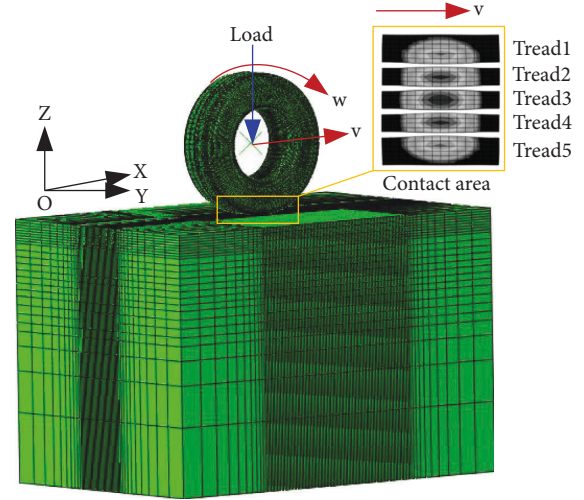 v
Load
Tread1
Tread2
w
Tread3
Z
v
Tread4
Tread5
X
Contact area
O
Y